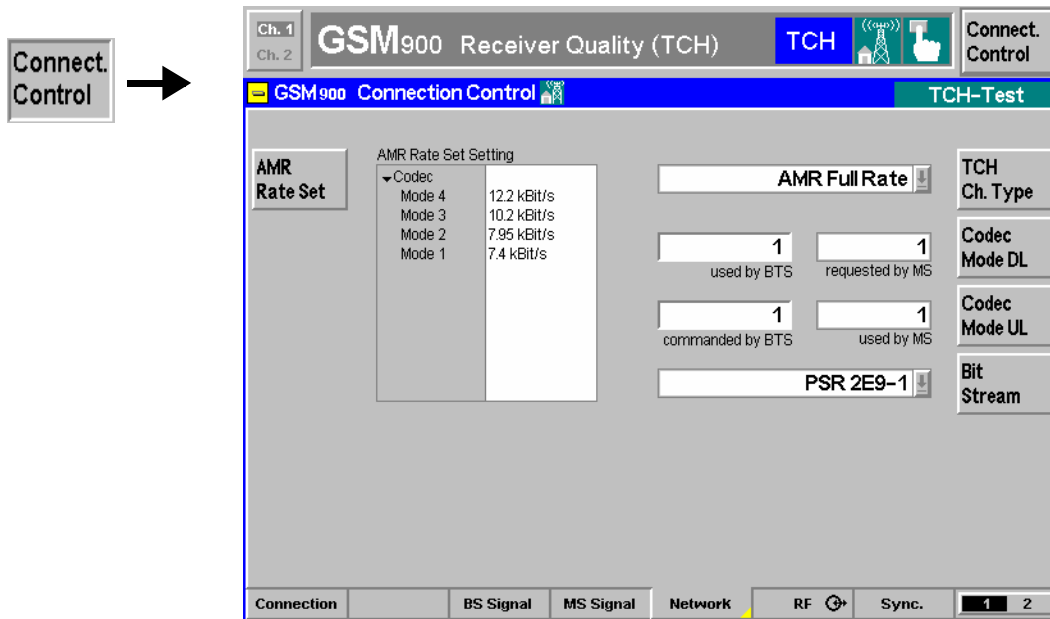 Connect.
Control
Ch. 1
Ch. 2
GSM900 Receiver Quality (TCH)
TCH
Connect.
Control
GSM900 Connection Control
TCH-Test
AMR
Rate Set
AMR Rate Set Setting
Codec
Mode 4 12.2 kBit/s
Mode 3 10.2 kBit/s
Mode 2 7.95 kBit/s
Mode 1 7.4 kBit/s
AMR Full Rate
TCH
Ch. Type
1 1
used by BTS requested by MS
Codec
Mode DL
1 1
commanded by BTS used by MS
Codec
Mode UL
PSR 2E9-1
Bit
Stream
Connection BS Signal MS Signal Network RF Sync. 1 2